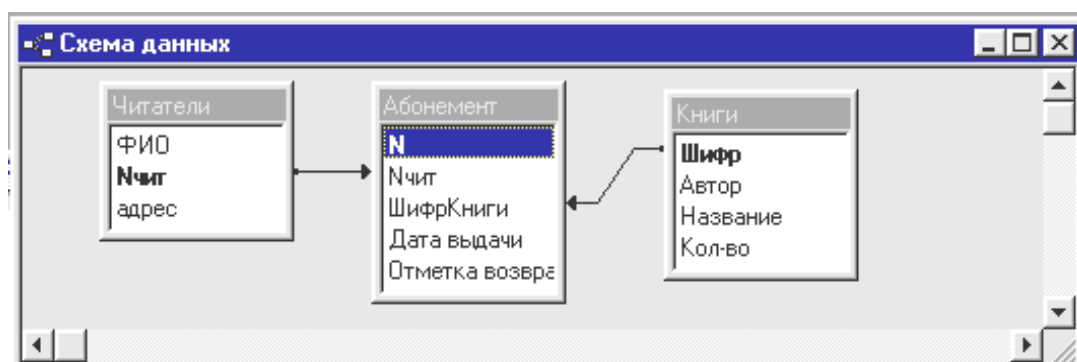 Схема данных
Читатели
ФИО
Nчит
адрес
Абонемент
N
Nчит
ШифрКниги
Дата выдачи
Отметка возвра
Книги
Шифр
Автор
Название
Кол-во